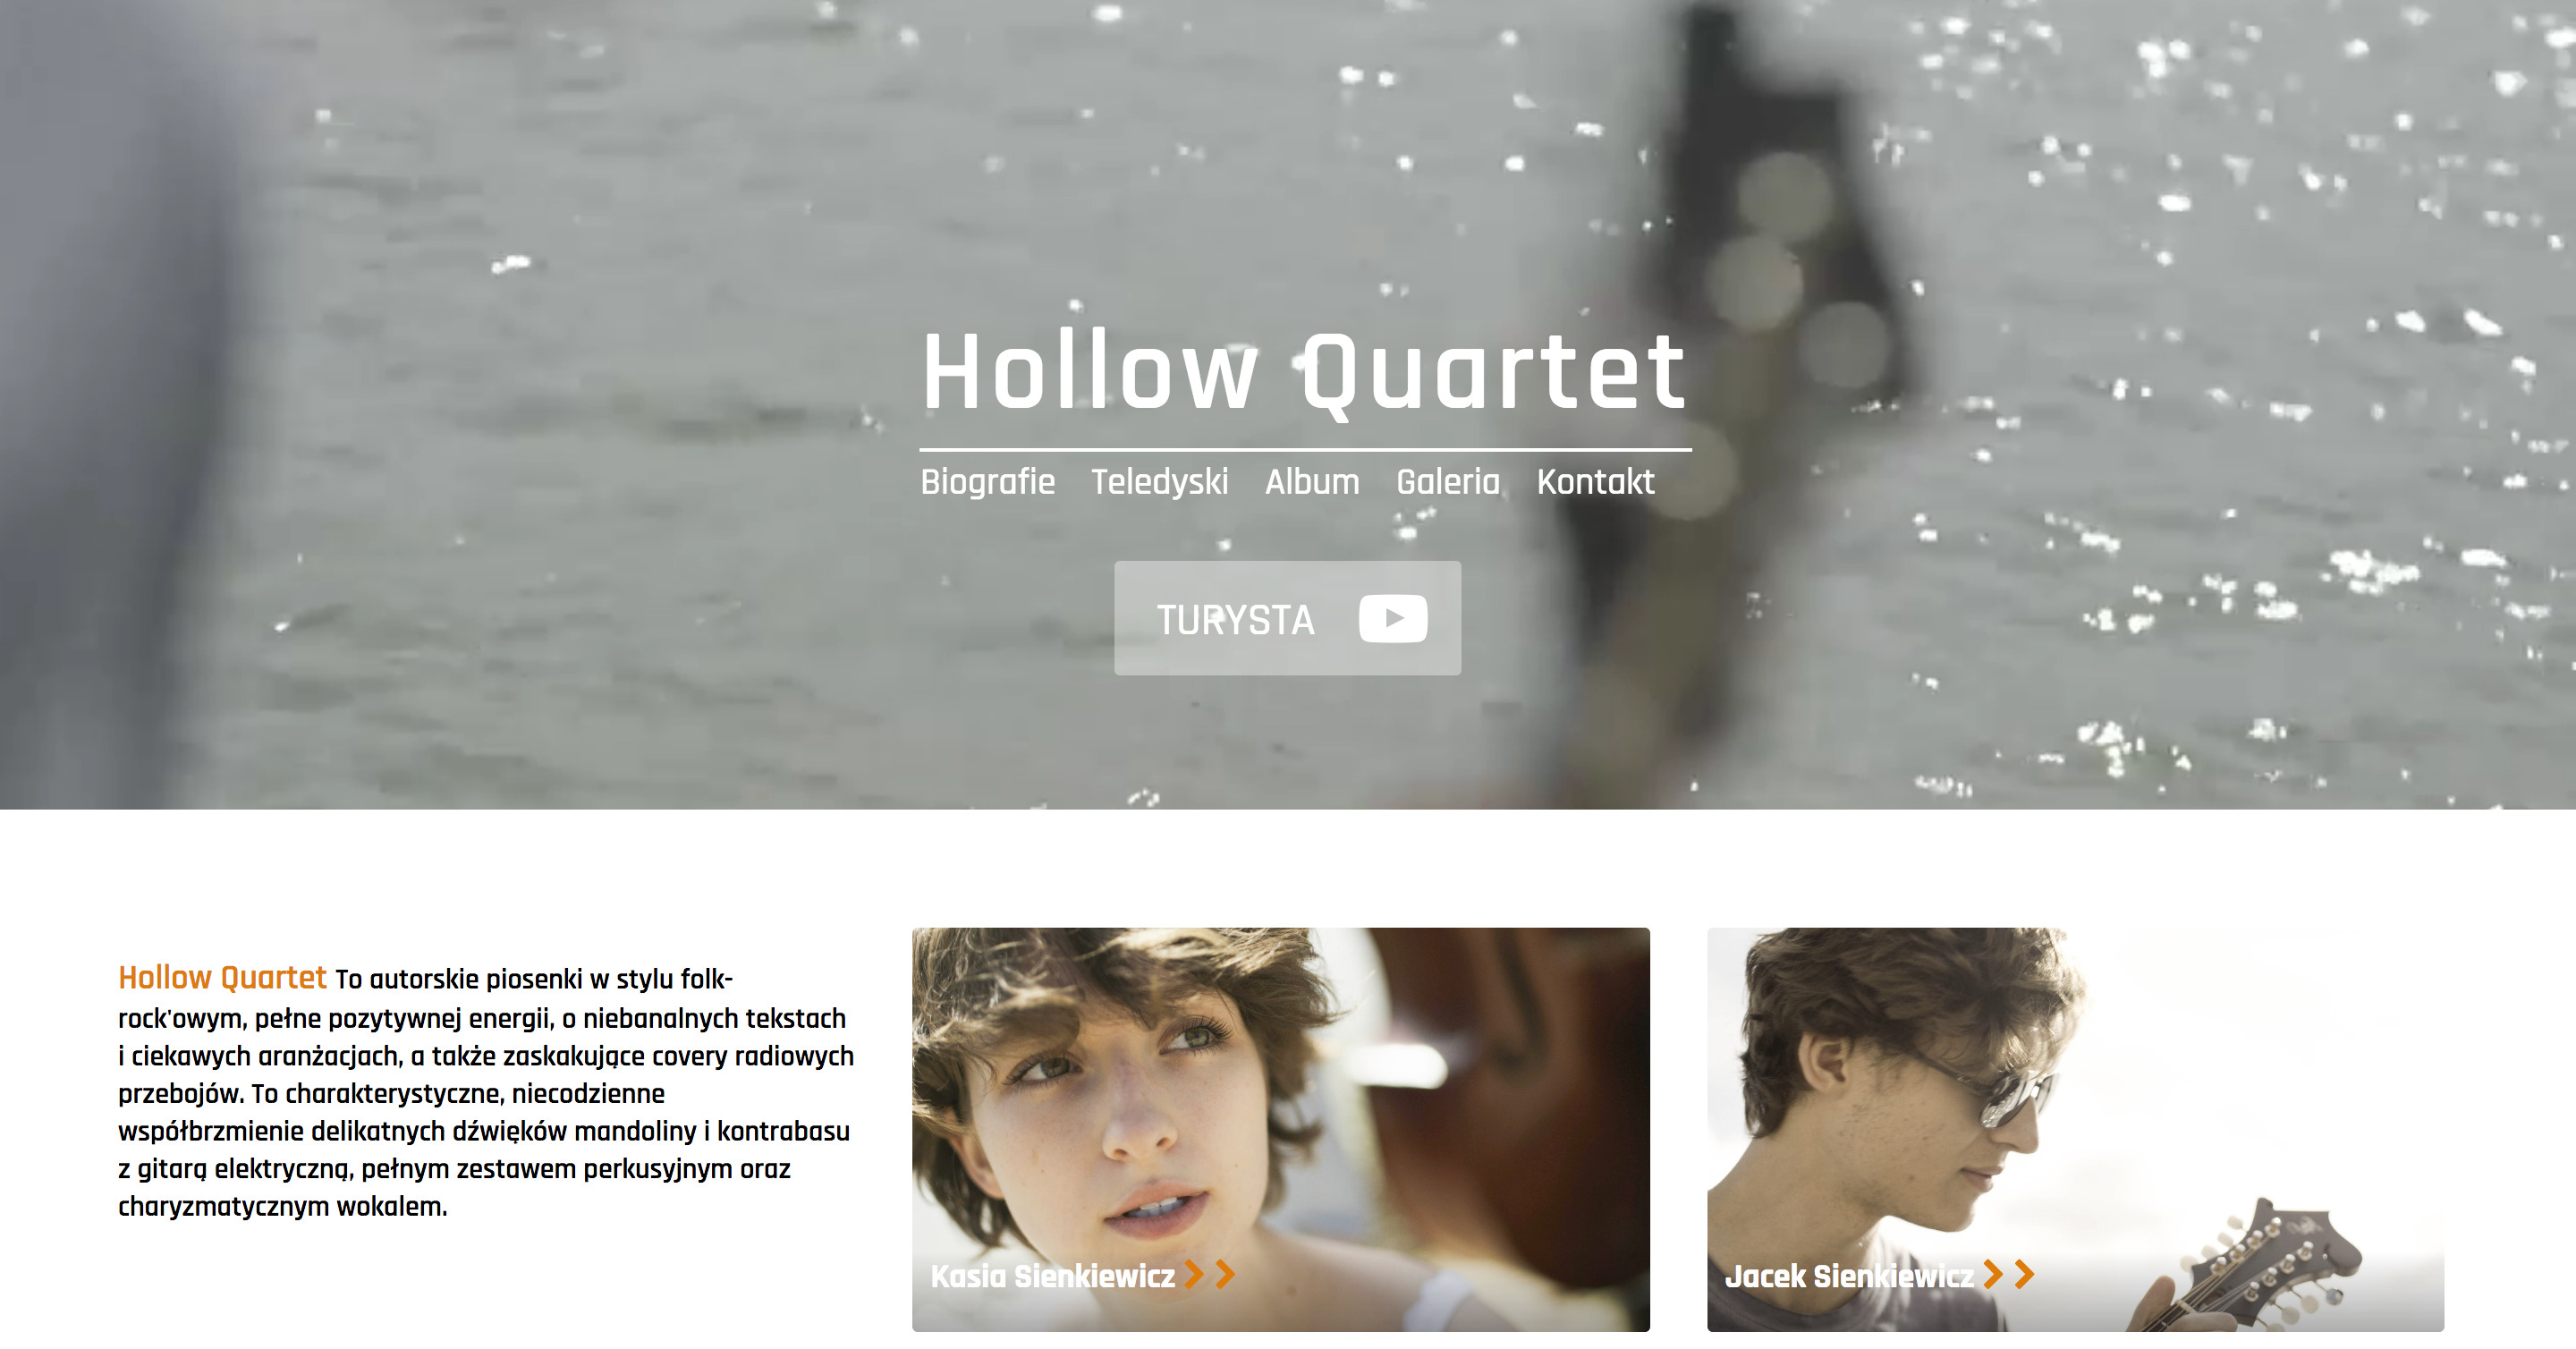 Hollow Quartet
Biografie Teledyski Album Galeria Kontakt
TURYSTA
Hollow Quartet To autorskie piosenki w stylu folk-
rock'owym, pełne pozytywnej energii, o niebanalnych tekstach
i ciekawych aranżacjach, a także zaskakujące covery radiowych
przebojów. To charakterystyczne, niecodzienne
współbrzmienie delikatnych dźwięków mandoliny i kontrabasu
z gitarą elektryczną, pełnym zestawem perkusyjnym oraz
charyzmatycznym wokalem.
Kasia Sienkiewicz
Jacek Sienkiewicz